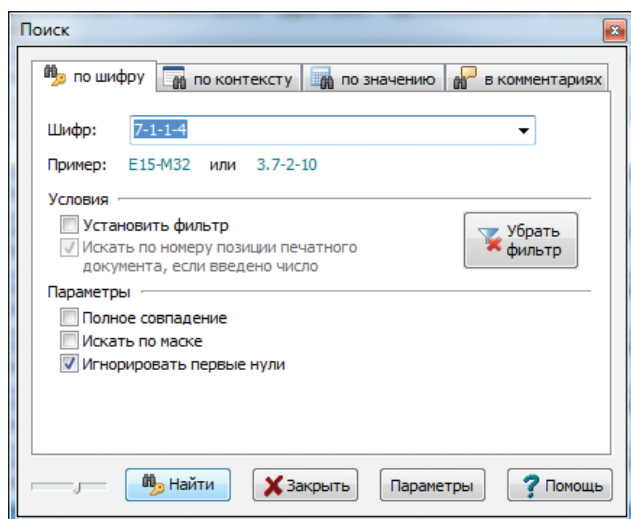 Поиск
по шифру по контексту по значению в комментариях
Шифр: 7-1-1-4
Пример: Е15-М32 или 3.7-2-10
Условия
Установить фильтр
Искать по номеру позиции печатного
документа, если введено число
Убрать
фильтр
Параметры
Полное совпадение
Искать по маске
Игнорировать первые нули
Найти Закрыть Параметры Помощь